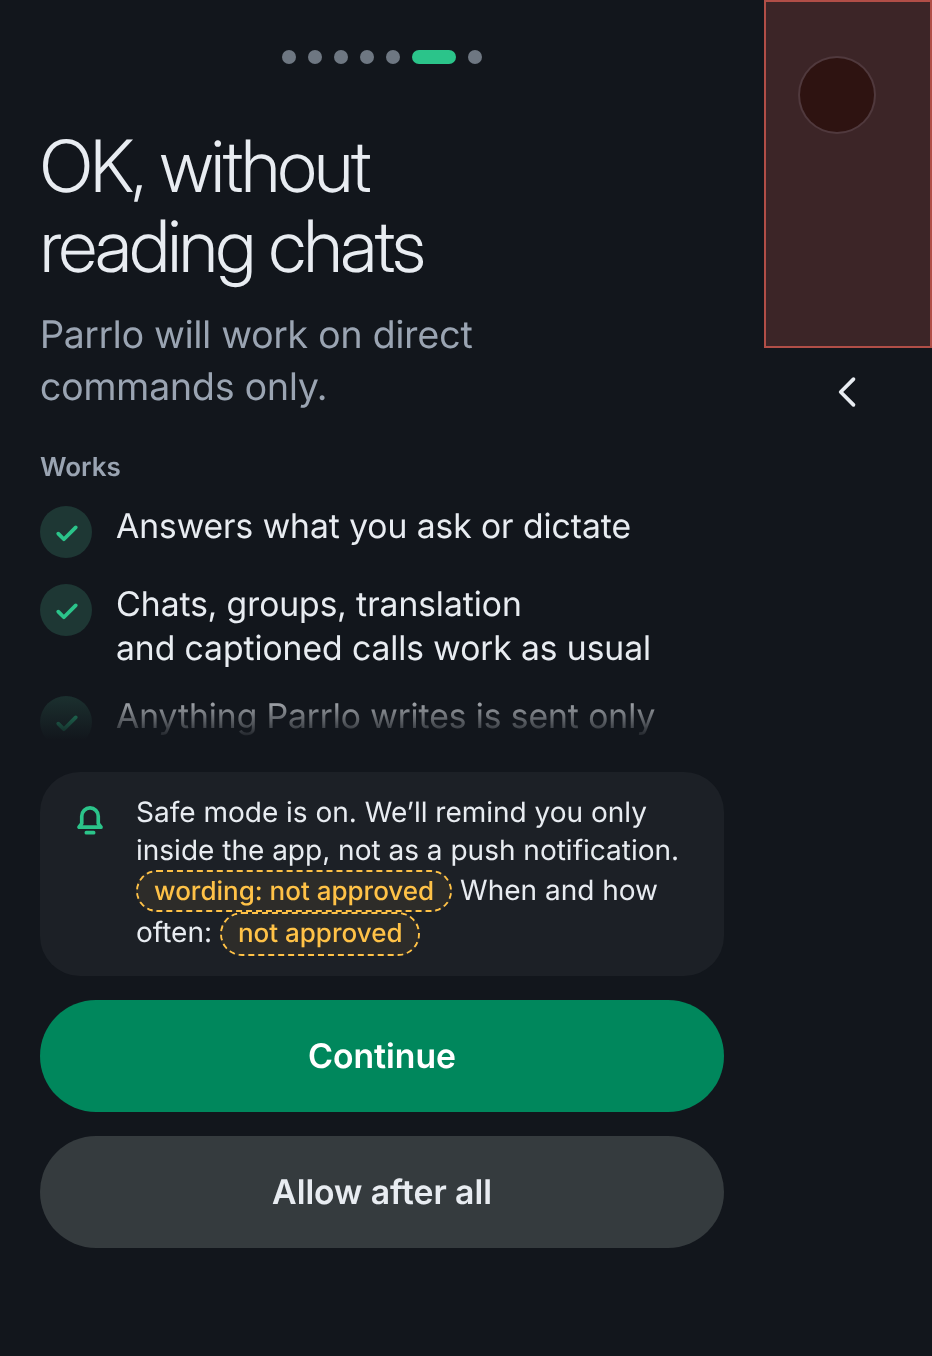 OK, without
reading chats
Parrlo will work on direct
commands only.
Works
Answers what you ask or dictate
Chats, groups, translation
and captioned calls work as usual
Anything Parrlo writes is sent only
Safe mode is on. We’ll remind you only
inside the app, not as a push notification.
wording: not approved When and how
often: not approved
Continue
Allow after all